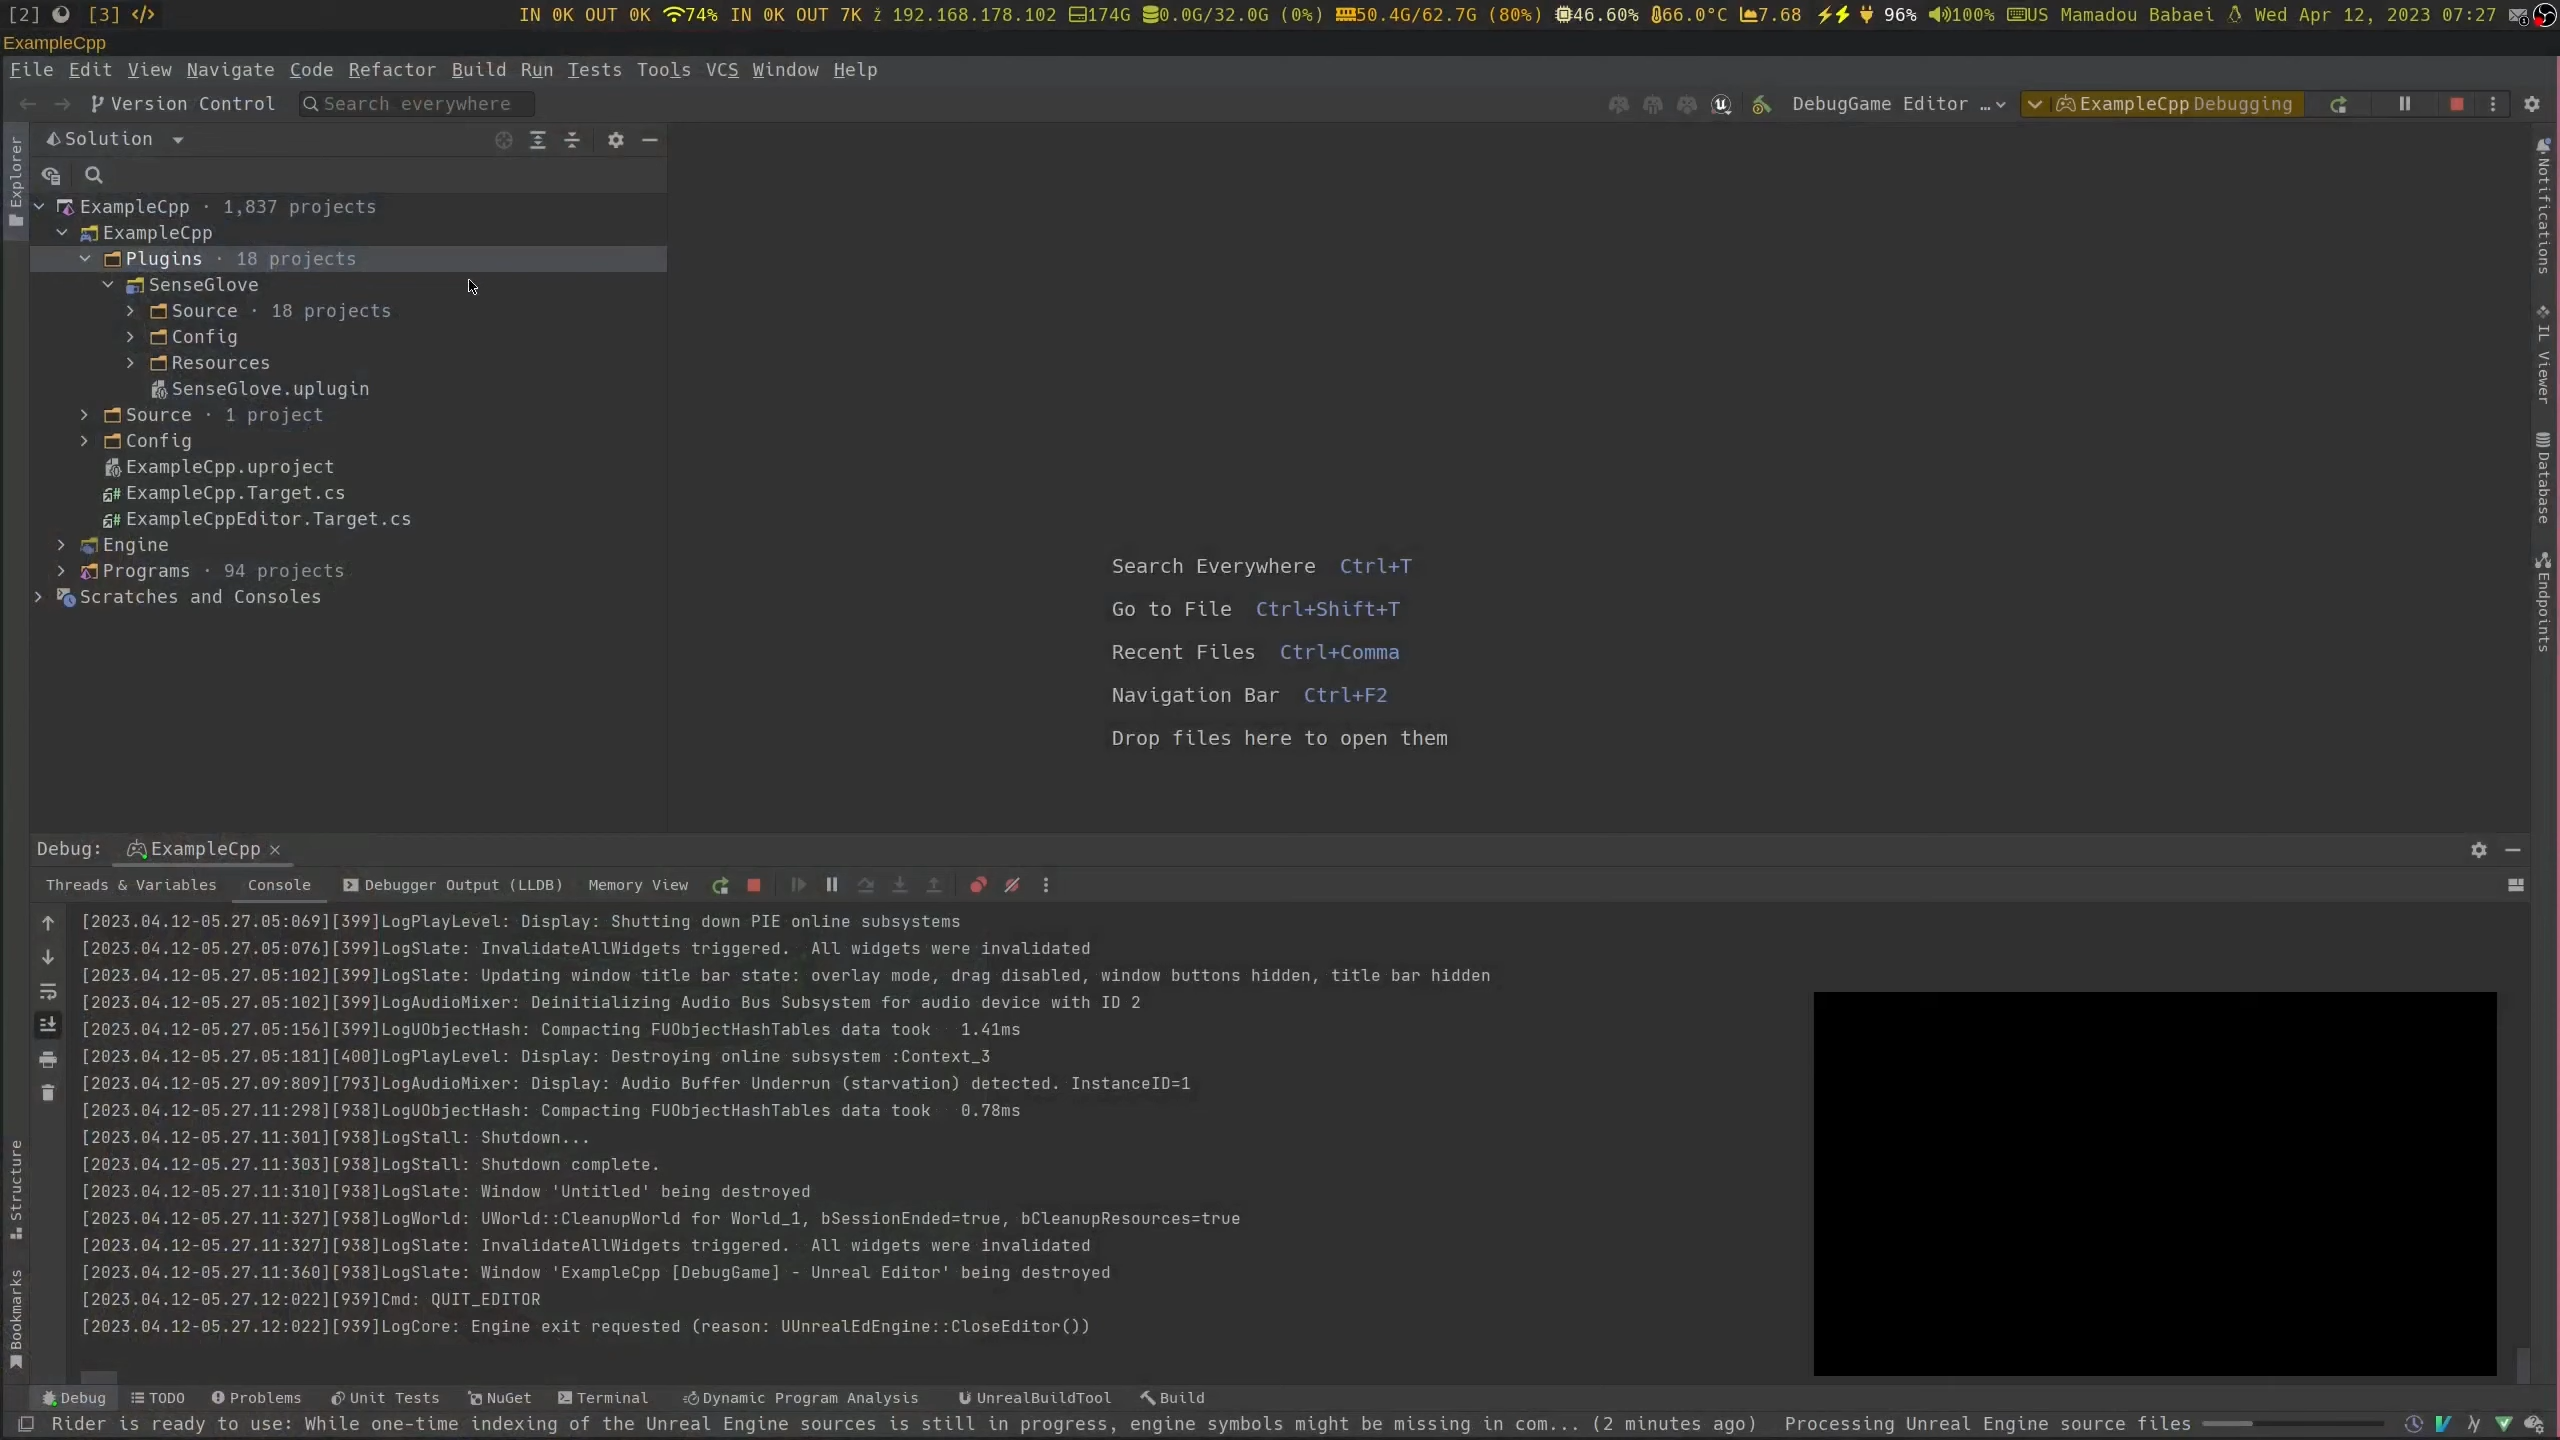 [2] [3] </> IN 0K OUT 0K 74% IN 0K OUT 7K ż 192.168.178.102 174G 0.0G/32.0G (0%) 50.4G/62.7G (80%) 46.60% 66.0°C 7.68 96% 100% US Mamadou Babaei Wed Apr 12, 2023 07:27
ExampleCpp
File Edit View Navigate Code Refactor Build Run Tests Tools VCS Window Help
Version Control Search everywhere DebugGame Editor … ExampleCpp Debugging
Solution
Explorer
ExampleCpp · 1,837 projects
ExampleCpp
Plugins · 18 projects
SenseGlove
Source · 18 projects
Config
Resources
SenseGlove.uplugin
Source · 1 project
Config
ExampleCpp.uproject
ExampleCpp.Target.cs
ExampleCppEditor.Target.cs
Engine
Programs · 94 projects
Scratches and Consoles
Search Everywhere Ctrl+T
Go to File Ctrl+Shift+T
Recent Files Ctrl+Comma
Navigation Bar Ctrl+F2
Drop files here to open them
Notifications
IL Viewer
Database
Endpoints
Debug: ExampleCpp
Threads & Variables Console Debugger Output (LLDB) Memory View
[2023.04.12-05.27.05:069][399]LogPlayLevel: Display: Shutting down PIE online subsystems
[2023.04.12-05.27.05:076][399]LogSlate: InvalidateAllWidgets triggered.  All widgets were invalidated
[2023.04.12-05.27.05:102][399]LogSlate: Updating window title bar state: overlay mode, drag disabled, window buttons hidden, title bar hidden
[2023.04.12-05.27.05:102][399]LogAudioMixer: Deinitializing Audio Bus Subsystem for audio device with ID 2
[2023.04.12-05.27.05:156][399]LogUObjectHash: Compacting FUObjectHashTables data took   1.41ms
[2023.04.12-05.27.05:181][400]LogPlayLevel: Display: Destroying online subsystem :Context_3
[2023.04.12-05.27.09:809][793]LogAudioMixer: Display: Audio Buffer Underrun (starvation) detected. InstanceID=1
[2023.04.12-05.27.11:298][938]LogUObjectHash: Compacting FUObjectHashTables data took   0.78ms
[2023.04.12-05.27.11:301][938]LogStall: Shutdown...
[2023.04.12-05.27.11:303][938]LogStall: Shutdown complete.
[2023.04.12-05.27.11:310][938]LogSlate: Window 'Untitled' being destroyed
[2023.04.12-05.27.11:327][938]LogWorld: UWorld::CleanupWorld for World_1, bSessionEnded=true, bCleanupResources=true
[2023.04.12-05.27.11:327][938]LogSlate: InvalidateAllWidgets triggered.  All widgets were invalidated
[2023.04.12-05.27.11:360][938]LogSlate: Window 'ExampleCpp [DebugGame] - Unreal Editor' being destroyed
[2023.04.12-05.27.12:022][939]Cmd: QUIT_EDITOR
[2023.04.12-05.27.12:022][939]LogCore: Engine exit requested (reason: UUnrealEdEngine::CloseEditor())
Structure
Bookmarks
Debug TODO Problems Unit Tests NuGet Terminal Dynamic Program Analysis UnrealBuildTool Build
Rider is ready to use: While one-time indexing of the Unreal Engine sources is still in progress, engine symbols might be missing in com... (2 minutes ago) Processing Unreal Engine source files